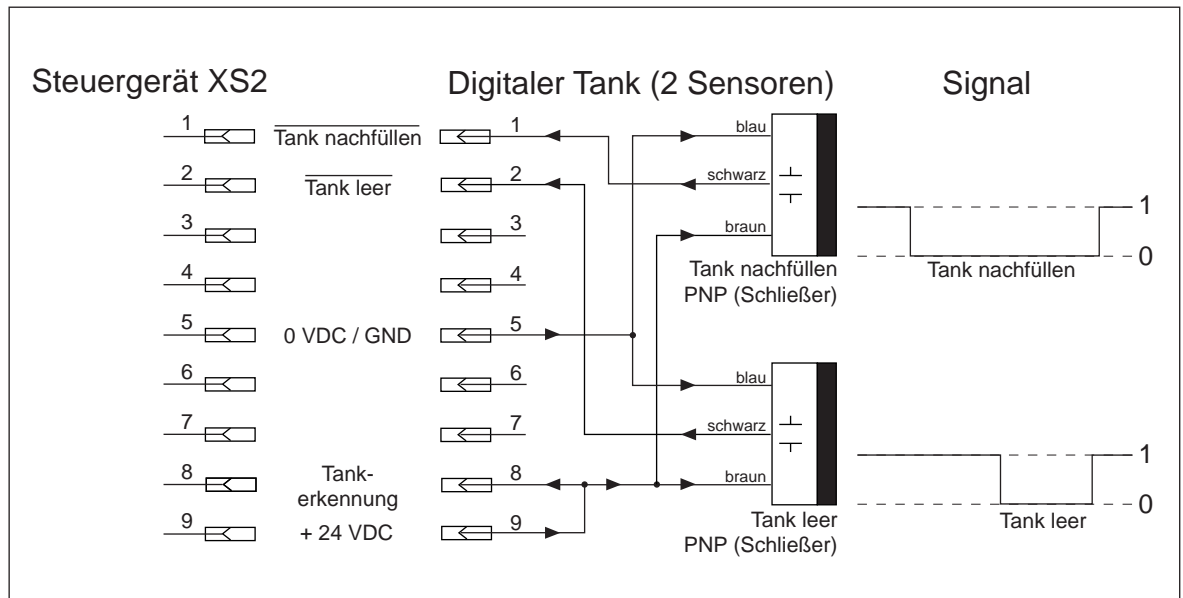 Steuergerät XS2
Digitaler Tank (2 Sensoren)
Signal
1 Tank nachfüllen 1
2 Tank leer 2
3 3
4 4
5 0 VDC / GND 5
6 6
7 7
8 Tank-
erkennung 8
9 + 24 VDC 9
blau
schwarz
braun
Tank nachfüllen
PNP (Schließer)
1
0
Tank nachfüllen
blau
schwarz
braun
Tank leer
PNP (Schließer)
1
0
Tank leer